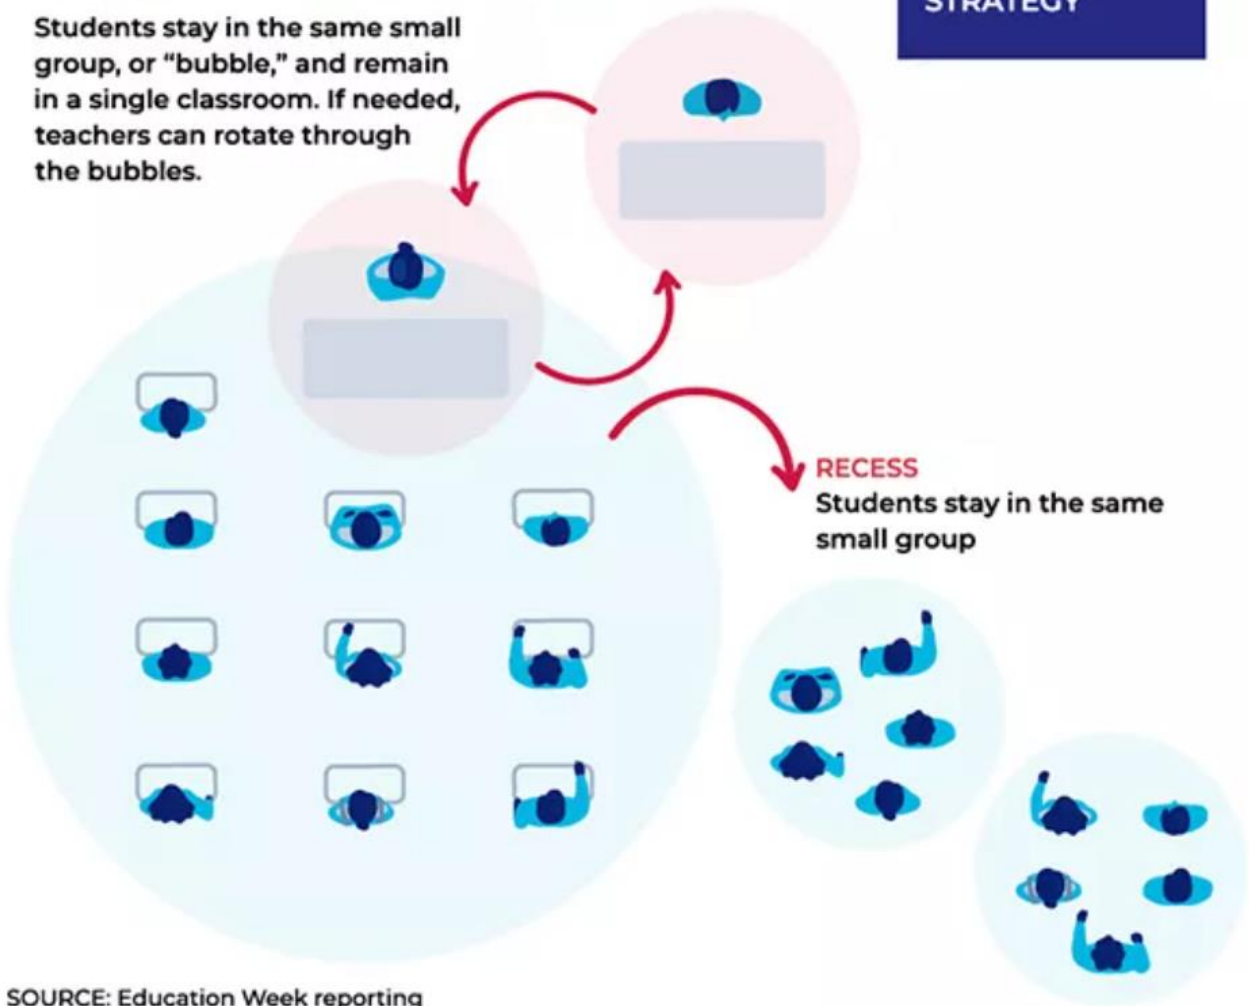 STRATEGY
Students stay in the same small
group, or “bubble,” and remain
in a single classroom. If needed,
teachers can rotate through
the bubbles.
RECESS
Students stay in the same
small group
SOURCE: Education Week reporting